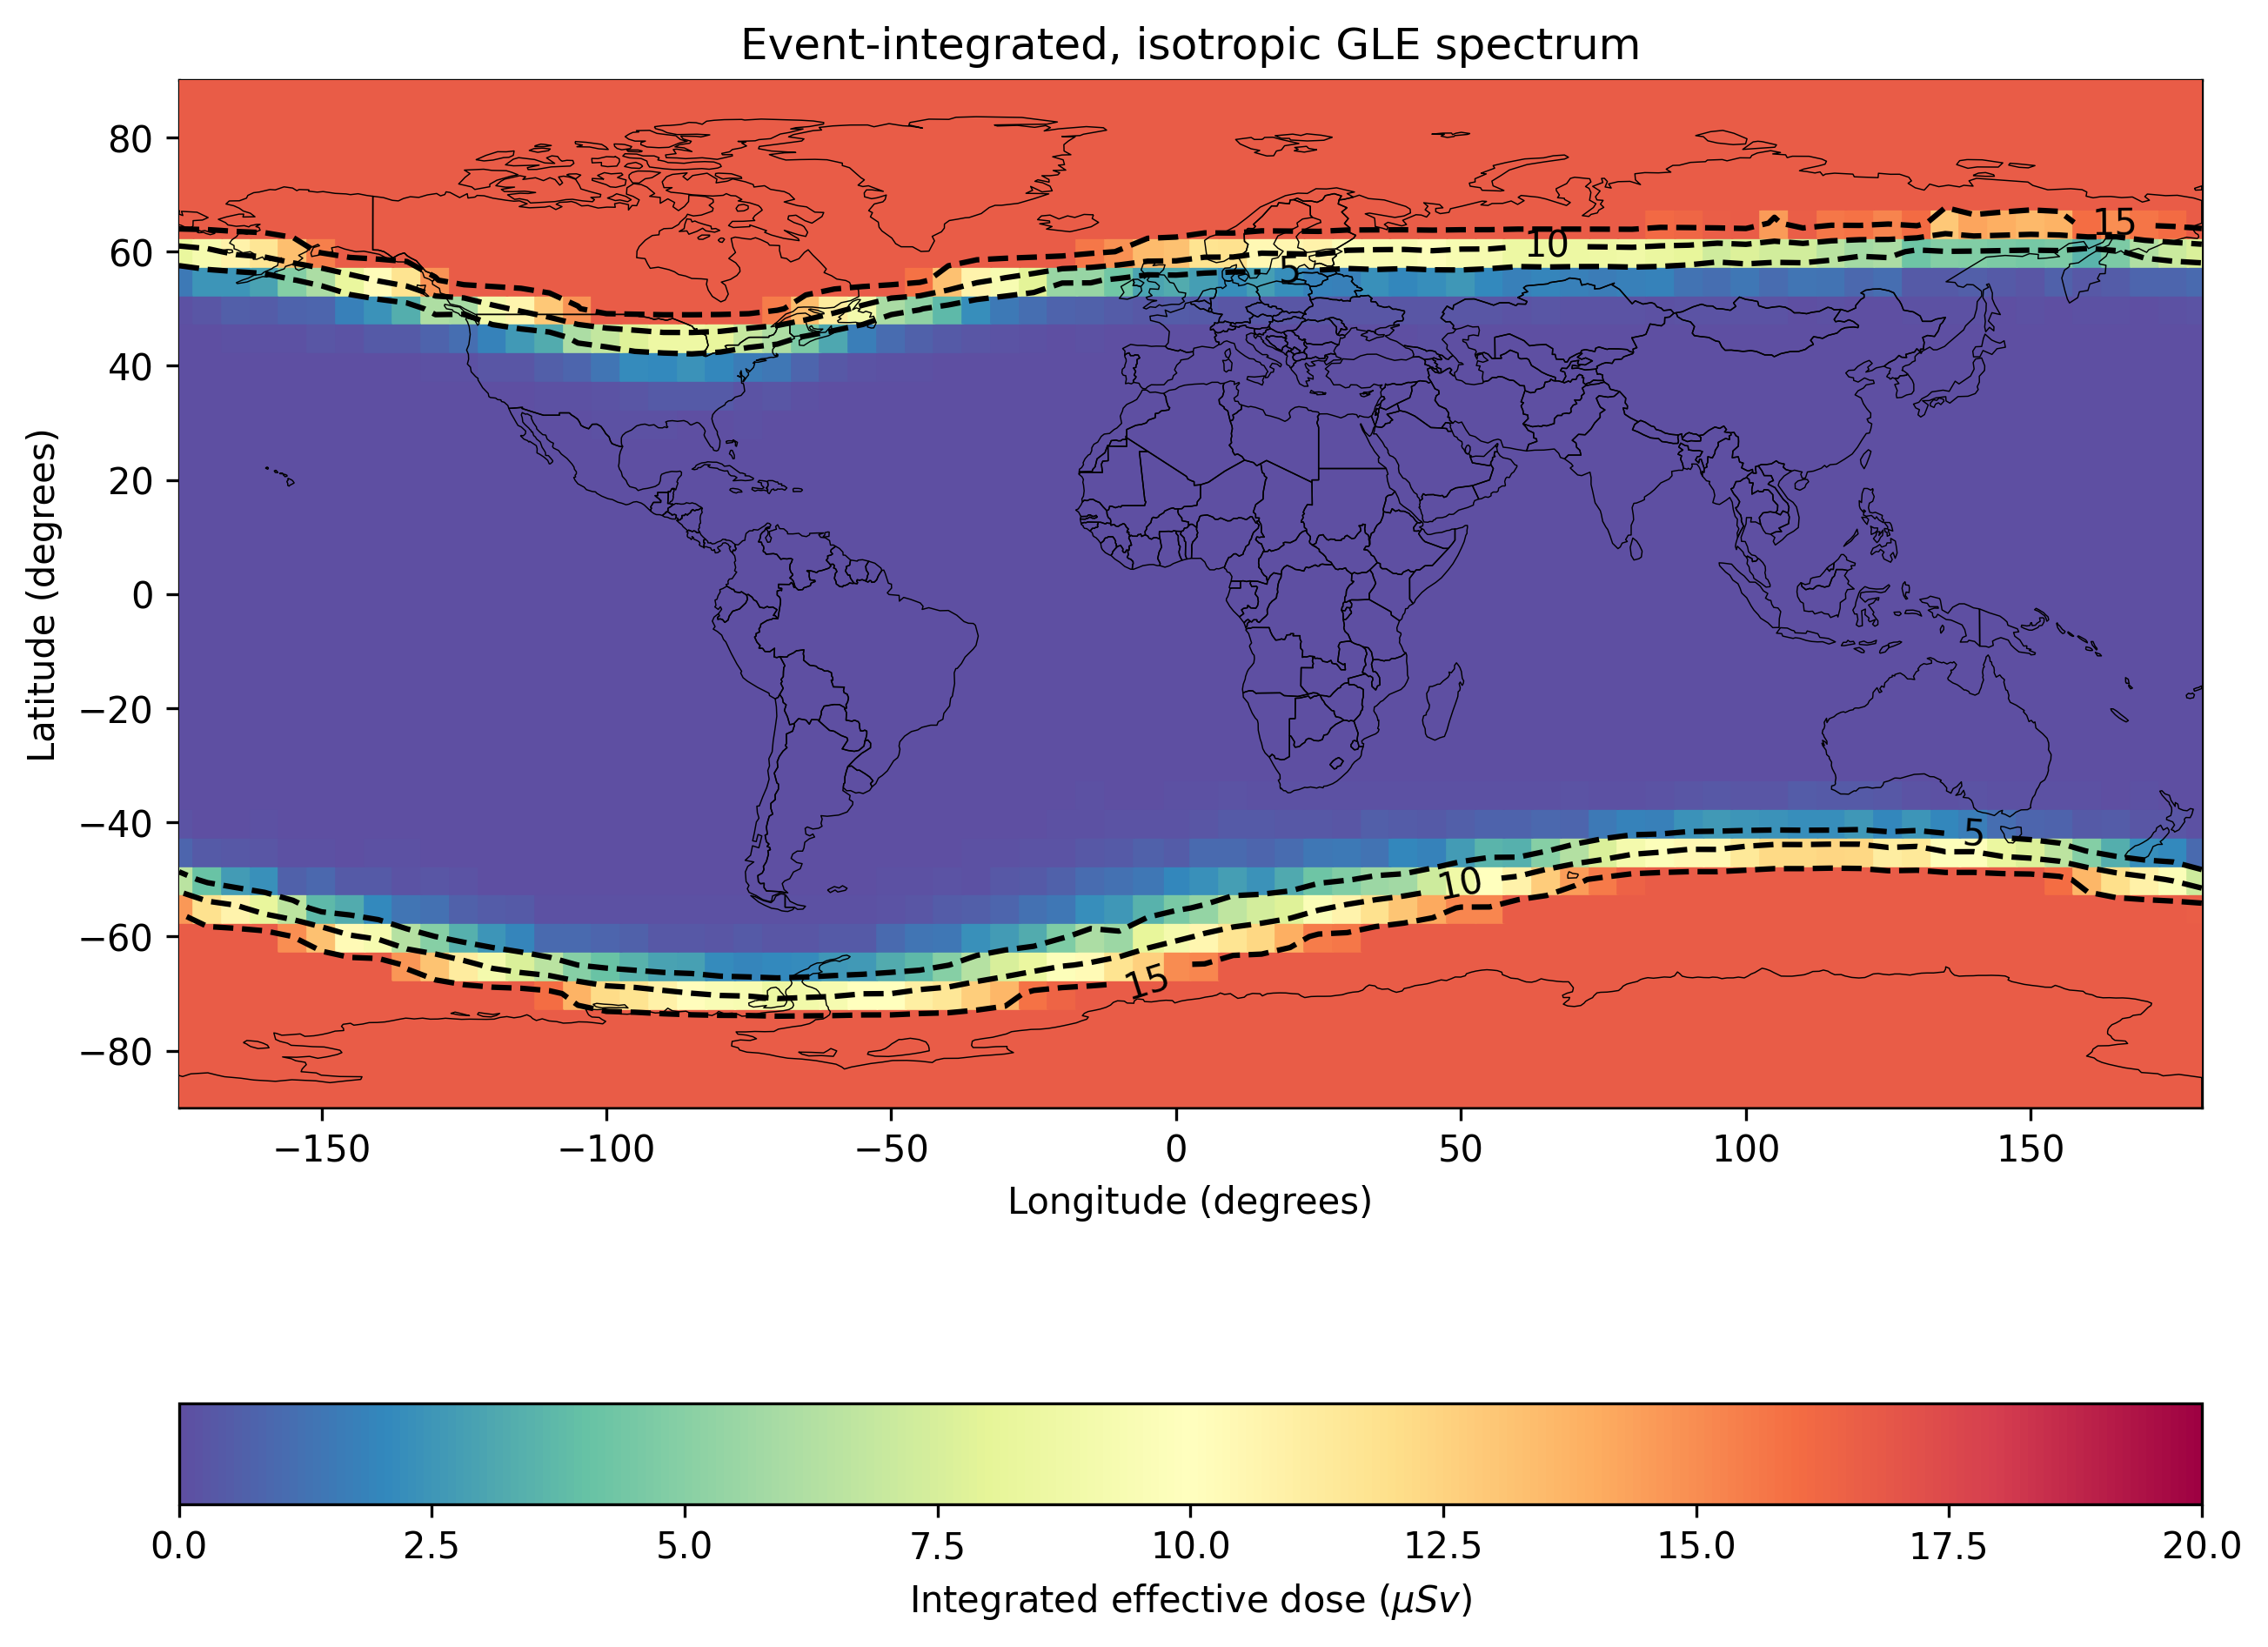 Event-integrated, isotropic GLE spectrum
80
60
40
20
0
−20
−40
−60
−80
Latitude (degrees)
15
10
5
5
10
15
−150 −100 −50 0 50 100 150
Longitude (degrees)
0.0 2.5 5.0 7.5 10.0 12.5 15.0 17.5 20.0
Integrated effective dose (μSv)